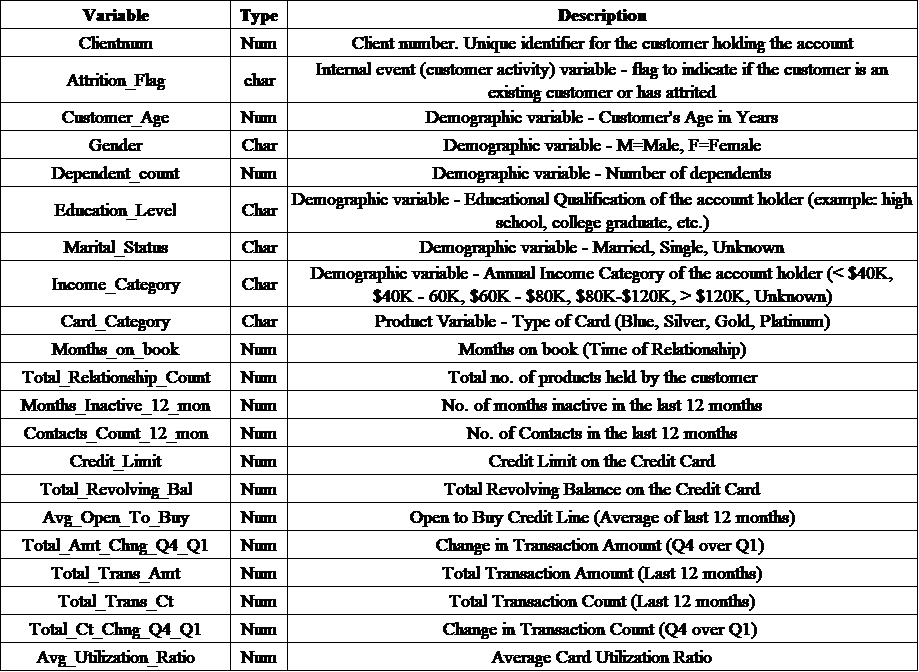 Variable Type Description
Clientnum Num Client number. Unique identifier for the customer holding the account
Attrition_Flag char Internal event (customer activity) variable - flag to indicate if the customer is an
existing customer or has attrited
Customer_Age Num Demographic variable - Customer's Age in Years
Gender Char Demographic variable - M=Male, F=Female
Dependent_count Num Demographic variable - Number of dependents
Education_Level Char Demographic variable - Educational Qualification of the account holder (example: high
school, college graduate, etc.)
Marital_Status Char Demographic variable - Married, Single, Unknown
Income_Category Char Demographic variable - Annual Income Category of the account holder (< $40K,
$40K - 60K, $60K - $80K, $80K-$120K, > $120K, Unknown)
Card_Category Char Product Variable - Type of Card (Blue, Silver, Gold, Platinum)
Months_on_book Num Months on book (Time of Relationship)
Total_Relationship_Count Num Total no. of products held by the customer
Months_Inactive_12_mon Num No. of months inactive in the last 12 months
Contacts_Count_12_mon Num No. of Contacts in the last 12 months
Credit_Limit Num Credit Limit on the Credit Card
Total_Revolving_Bal Num Total Revolving Balance on the Credit Card
Avg_Open_To_Buy Num Open to Buy Credit Line (Average of last 12 months)
Total_Amt_Chng_Q4_Q1 Num Change in Transaction Amount (Q4 over Q1)
Total_Trans_Amt Num Total Transaction Amount (Last 12 months)
Total_Trans_Ct Num Total Transaction Count (Last 12 months)
Total_Ct_Chng_Q4_Q1 Num Change in Transaction Count (Q4 over Q1)
Avg_Utilization_Ratio Num Average Card Utilization Ratio